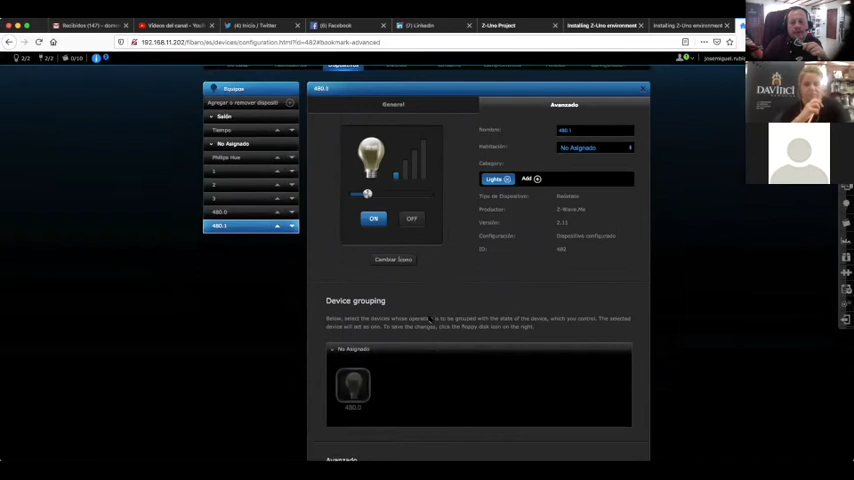 Recibidos (147) - dome
Vídeos del canal - YouT
(4) Inicio / Twitter
(3) Facebook
(7) LinkedIn
Z-Uno Project
Installing Z-Uno environment
Installing Z-Uno environment
192.168.11.202/fibaro/es/devices/configuration.html?id=482#bookmark-advanced
2/2
2/2
0/10
1
Equipos
Agregar o remover dispositi
Salón
Tiempo
No Asignado
Philips Hue
1
2
3
480.0
480.1
480.1
General
Avanzado
ON
OFF
Cambiar Ícono
Nombre:
480.1
Habitación:
No Asignado
Category:
Lights
Add
Tipo de Dispositivo:
Productor:
Z-Wave.Me
Versión:
2.11
Configuración:
Dispositivo configurado
ID:
482
Device grouping
Below, select the devices whose operation is to be grouped with the state of the device, which you control. The selected
device will act as one. To save the changes, click the floppy disk icon on the right.
No Asignado
480.0
Avanzado
DAVINCI